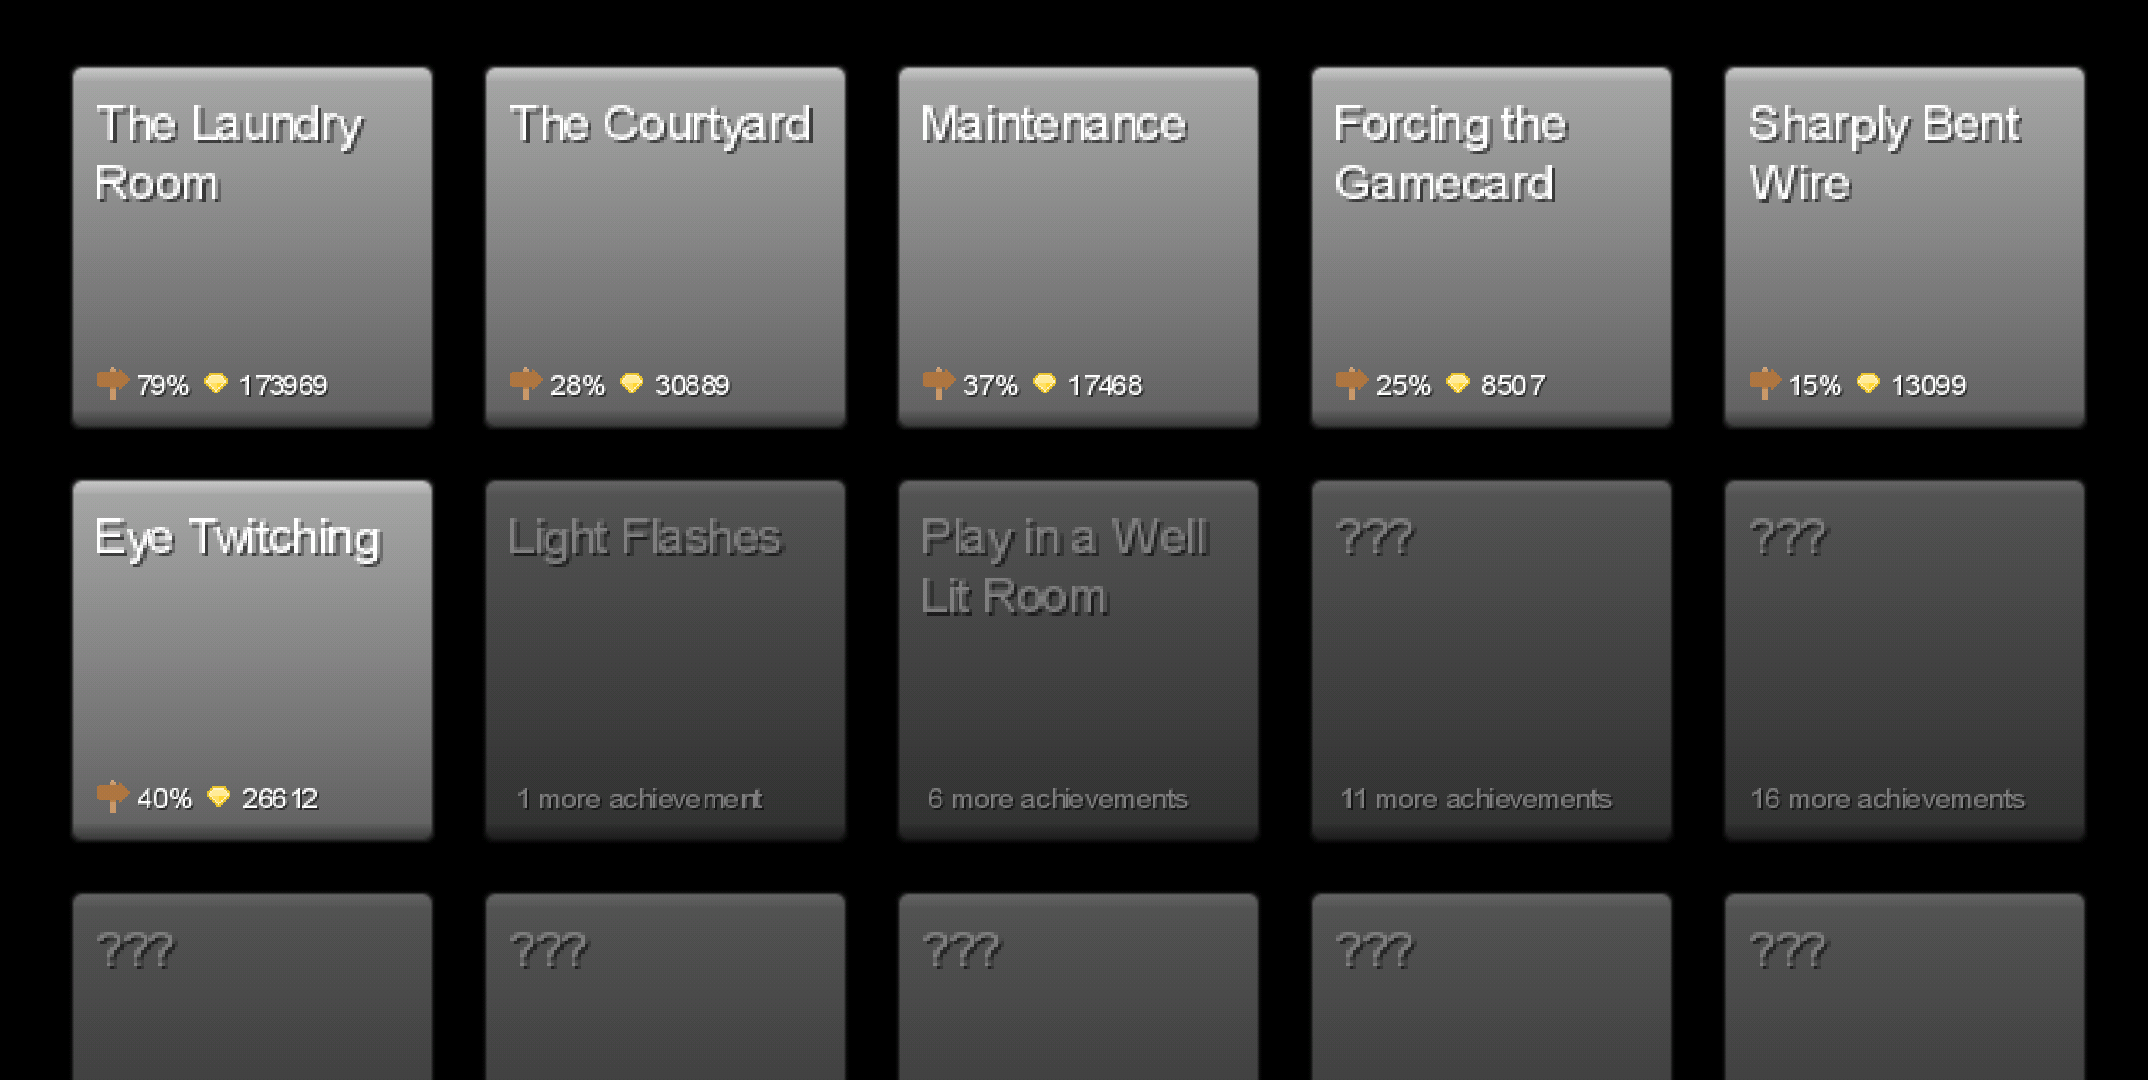 The Laundry
Room
79% 173969
The Courtyard
28% 30889
Maintenance
37% 17468
Forcing the
Gamecard
25% 8507
Sharply Bent
Wire
15% 13099
Eye Twitching
40% 26612
Light Flashes
1 more achievement
Play in a Well
Lit Room
6 more achievements
???
11 more achievements
???
16 more achievements
???
???
???
???
???